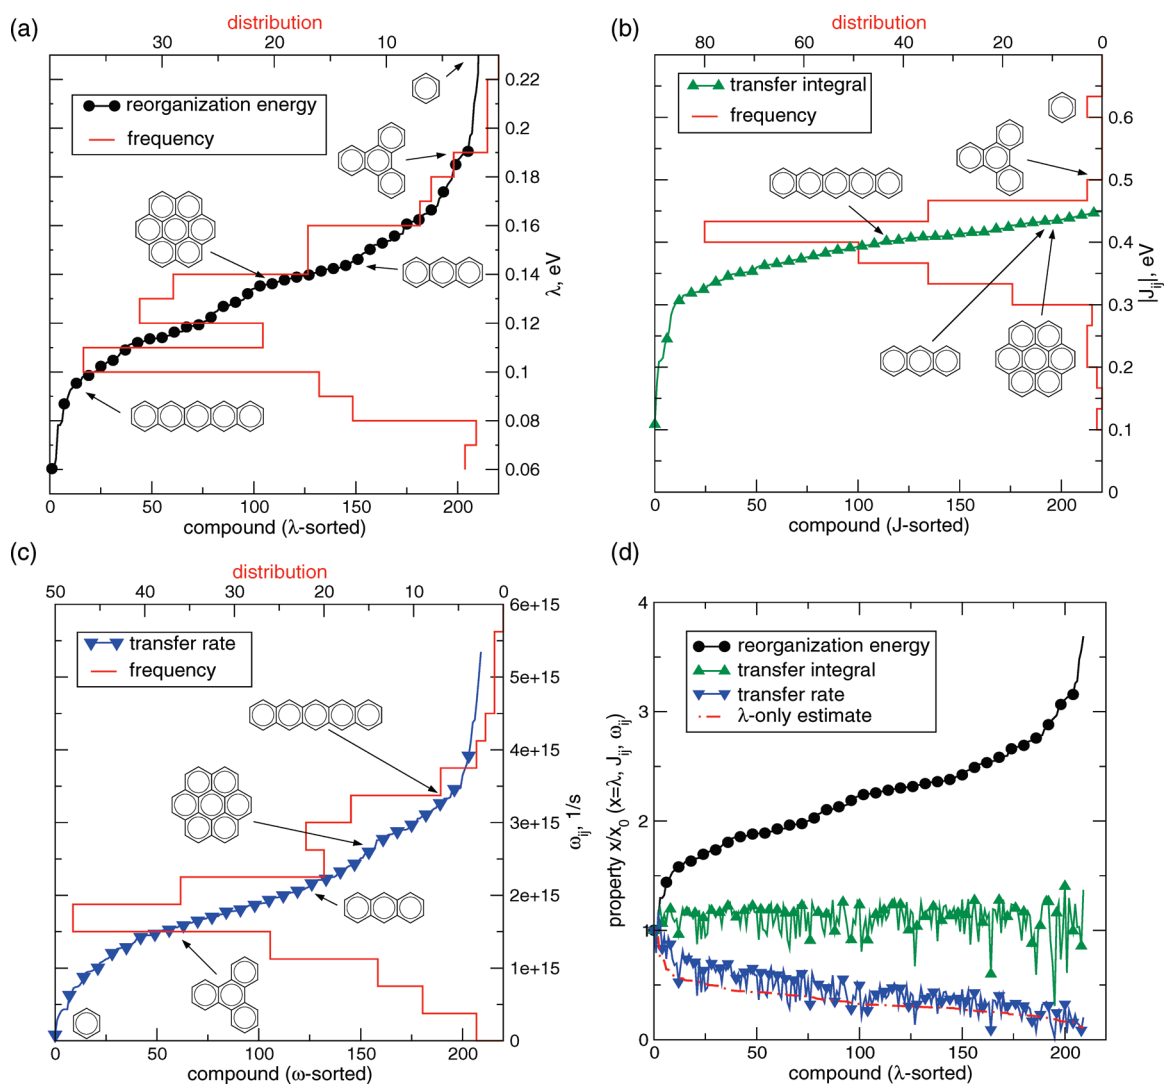 (a)
distribution
30 21 12 3
reorganization energy
frequency
0.22
0.2
0.18
0.16
0.14
0.12
0.1
0.08
0.06
λ, eV
0 50 100 150 200
compound (λ-sorted)
(b)
distribution
80 60 40 20 0
transfer integral
frequency
0.6
0.5
0.4
0.3
0.2
0.1
0
|J_ij|, eV
0 50 100 150 200
compound (J-sorted)
(c)
distribution
50 40 30 20 10 0
transfer rate
frequency
6e+15
5e+15
4e+15
3e+15
2e+15
1e+15
0
ω_ij, 1/s
0 50 100 150 200
compound (ω-sorted)
(d)
reorganization energy
transfer integral
transfer rate
λ-only estimate
4
3
2
1
0
property x/x_0 (x=λ, J_ij, ω_ij)
0 50 100 150 200
compound (λ-sorted)